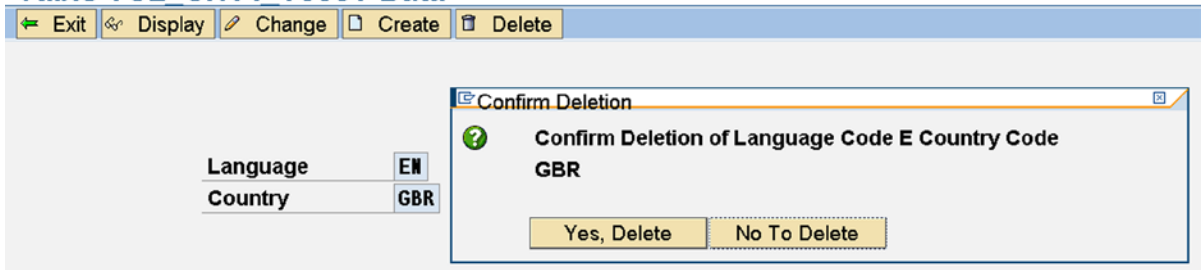 Exit Display Change Create Delete
Confirm Deletion
Confirm Deletion of Language Code E Country Code
GBR
Language EN
Country GBR
Yes, Delete No To Delete